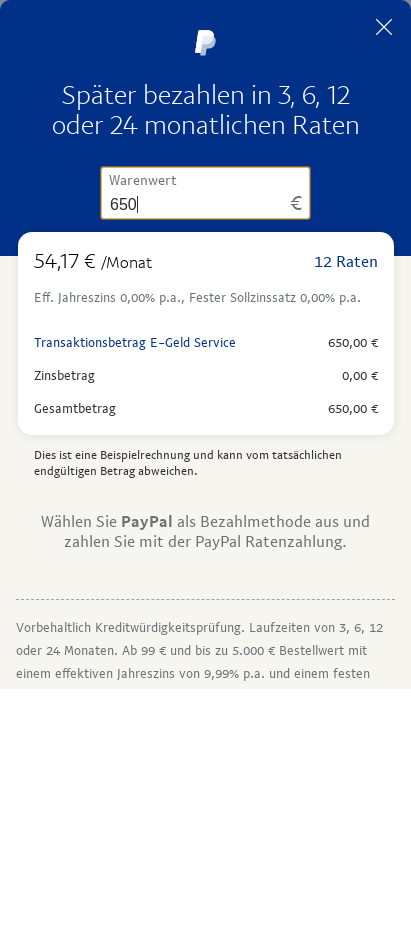 Später bezahlen in 3, 6, 12
oder 24 monatlichen Raten
Warenwert
650 €
54,17 € /Monat 12 Raten
Eff. Jahreszins 0,00% p.a., Fester Sollzinssatz 0,00% p.a.
Transaktionsbetrag E-Geld Service 650,00 €
Zinsbetrag 0,00 €
Gesamtbetrag 650,00 €
Dies ist eine Beispielrechnung und kann vom tatsächlichen
endgültigen Betrag abweichen.
Wählen Sie PayPal als Bezahlmethode aus und
zahlen Sie mit der PayPal Ratenzahlung.
Vorbehaltlich Kreditwürdigkeitsprüfung. Laufzeiten von 3, 6, 12
oder 24 Monaten. Ab 99 € und bis zu 5.000 € Bestellwert mit
einem effektiven Jahreszins von 9,99% p.a. und einem festen